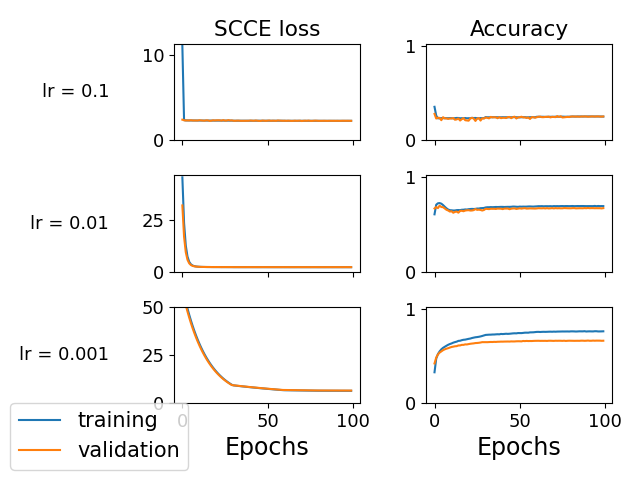 SCCE loss
Accuracy
lr = 0.1
10
0
1
0
lr = 0.01
25
0
1
0
lr = 0.001
50
25
0
1
0
0
50
100
0
50
100
Epochs
Epochs
training
validation